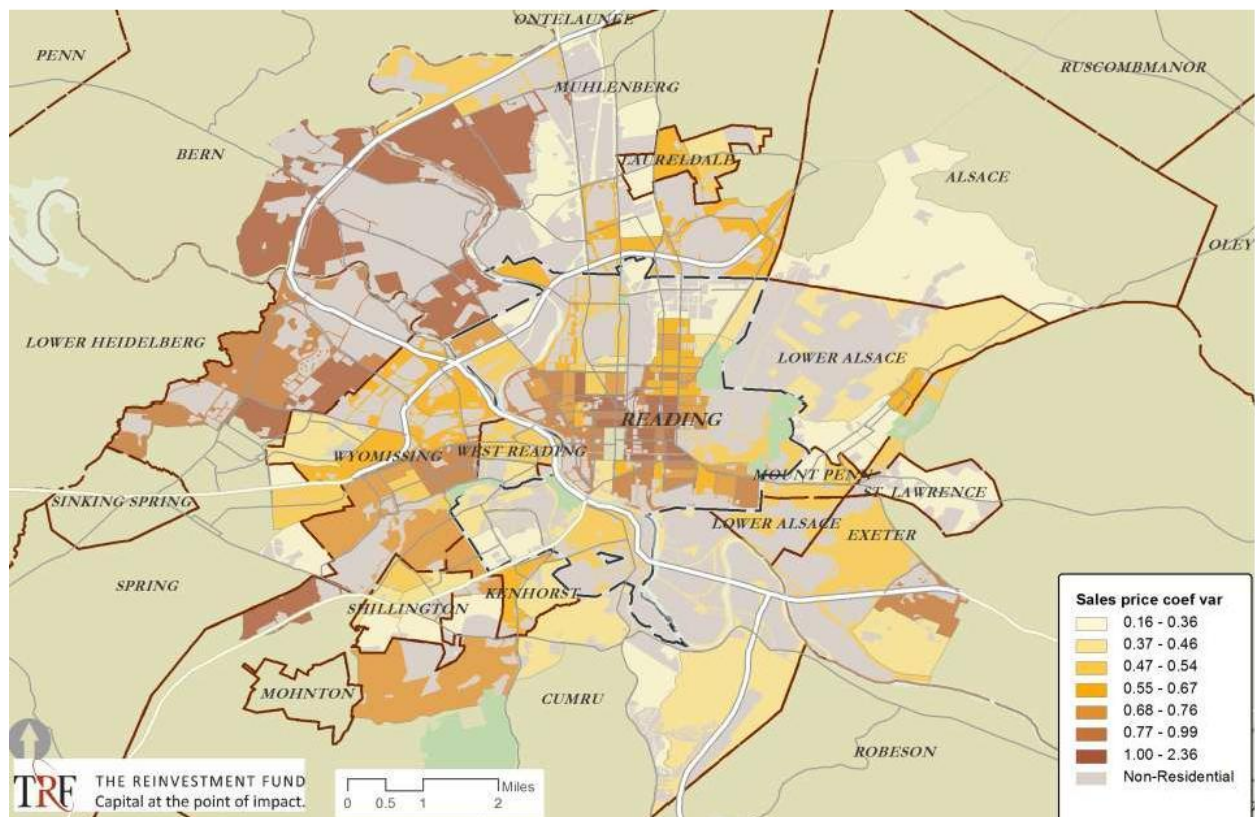 ONTELAUNEE
PENN
RUSCOMBMANOR
MUHLENBERG
BERN
LAURELDALE
ALSACE
OLEY
LOWER HEIDELBERG
LOWER ALSACE
READING
WYOMISSING
WEST READING
MOUNT PENN
SINKING SPRING
ST. LAWRENCE
LOWER ALSACE
EXETER
SPRING
KENHORST
SHILLINGTON
MOHNTON
CUMRU
ROBESON
Sales price coef var
0.16 - 0.36
0.37 - 0.46
0.47 - 0.54
0.55 - 0.67
0.68 - 0.76
0.77 - 0.99
1.00 - 2.36
Non-Residential
TRF
THE REINVESTMENT FUND
Capital at the point of impact.
Miles
0 0.5 1 2